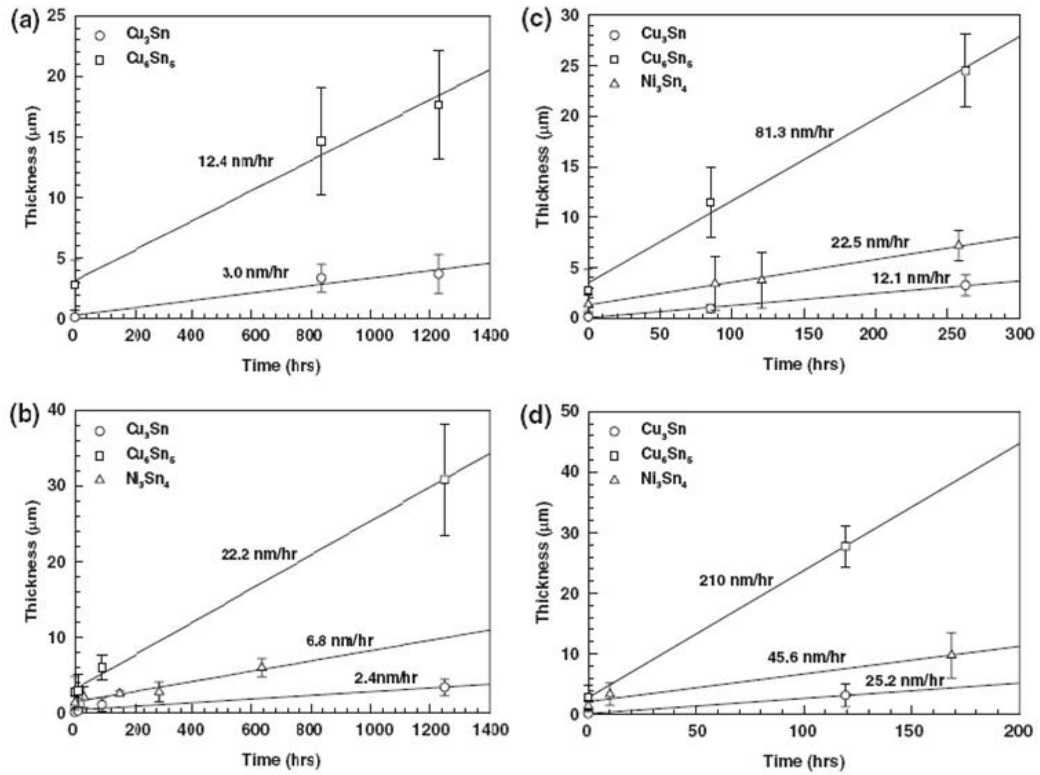 (a)
25
20
15
10
5
0
Thickness (μm)
Cu₃Sn
Cu₆Sn₅
12.4 nm/hr
3.0 nm/hr
0 200 400 600 800 1000 1200 1400
Time (hrs)
(c)
30
25
20
15
10
5
0
Thickness (μm)
Cu₃Sn
Cu₆Sn₅
Ni₃Sn₄
81.3 nm/hr
22.5 nm/hr
12.1 nm/hr
0 50 100 150 200 250 300
Time (hrs)
(b)
40
30
20
10
0
Thickness (μm)
Cu₃Sn
Cu₆Sn₅
Ni₃Sn₄
22.2 nm/hr
6.8 nm/hr
2.4nm/hr
0 200 400 600 800 1000 1200 1400
Time (hrs)
(d)
50
40
30
20
10
0
Thickness (μm)
Cu₃Sn
Cu₆Sn₅
Ni₃Sn₄
210 nm/hr
45.6 nm/hr
25.2 nm/hr
0 50 100 150 200
Time (hrs)